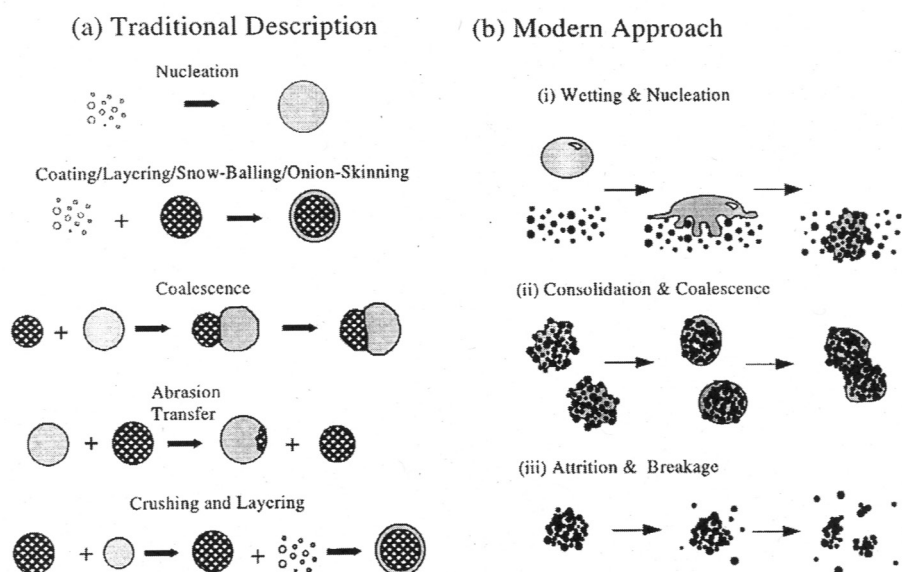 (a) Traditional Description
Nucleation
Coating/Layering/Snow-Balling/Onion-Skinning
+
Coalescence
+
Abrasion
Transfer
+ +
Crushing and Layering
+ +
(b) Modern Approach
(i) Wetting & Nucleation
(ii) Consolidation & Coalescence
(iii) Attrition & Breakage